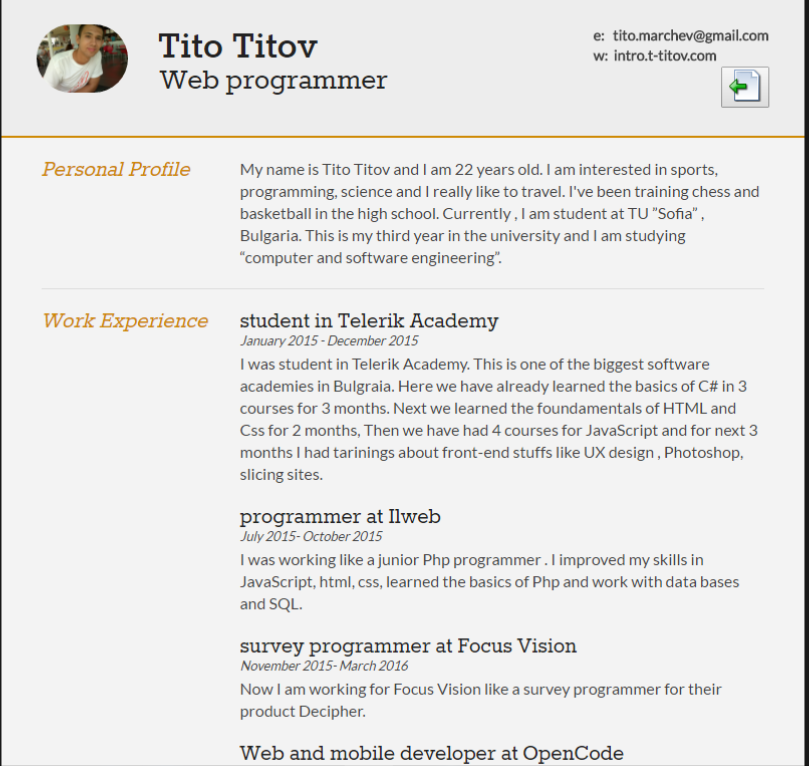 Tito Titov
Web programmer
e: tito.marchev@gmail.com
w: intro.t-titov.com
Personal Profile
My name is Tito Titov and I am 22 years old. I am interested in sports,
programming, science and I really like to travel. I've been training chess and
basketball in the high school. Currently , I am student at TU ”Sofia” ,
Bulgaria. This is my third year in the university and I am studying
“computer and software engineering”.
Work Experience
student in Telerik Academy
January 2015 - December 2015
I was student in Telerik Academy. This is one of the biggest software
academies in Bulgraia. Here we have already learned the basics of C# in 3
courses for 3 months. Next we learned the foundamentals of HTML and
Css for 2 months, Then we have had 4 courses for JavaScript and for next 3
months I had tarinings about front-end stuffs like UX design , Photoshop,
slicing sites.
programmer at Ilweb
July 2015- October 2015
I was working like a junior Php programmer . I improved my skills in
JavaScript, html, css, learned the basics of Php and work with data bases
and SQL.
survey programmer at Focus Vision
November 2015- March 2016
Now I am working for Focus Vision like a survey programmer for their
product Decipher.
Web and mobile developer at OpenCode